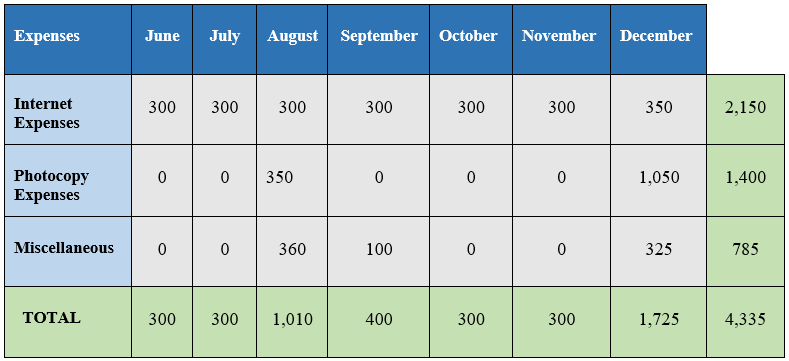 Expenses June July August September October November December
Internet
Expenses 300 300 300 300 300 300 350 2,150
Photocopy
Expenses 0 0 350 0 0 0 1,050 1,400
Miscellaneous 0 0 360 100 0 0 325 785
TOTAL 300 300 1,010 400 300 300 1,725 4,335